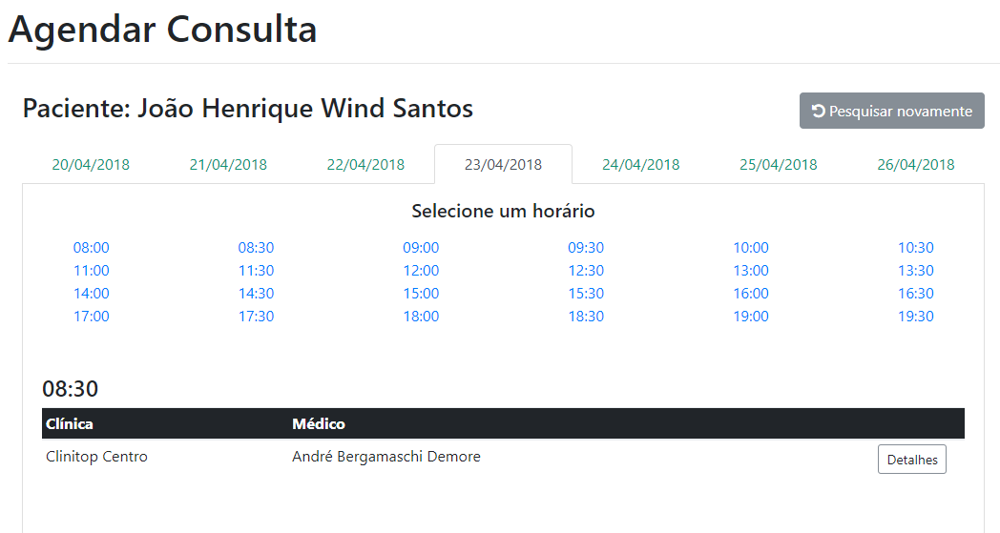 Agendar Consulta
Paciente: João Henrique Wind Santos
Pesquisar novamente
20/04/2018 21/04/2018 22/04/2018 23/04/2018 24/04/2018 25/04/2018 26/04/2018
Selecione um horário
08:00 08:30 09:00 09:30 10:00 10:30
11:00 11:30 12:00 12:30 13:00 13:30
14:00 14:30 15:00 15:30 16:00 16:30
17:00 17:30 18:00 18:30 19:00 19:30
08:30
Clínica Médico
Clinitop Centro André Bergamaschi Demore Detalhes